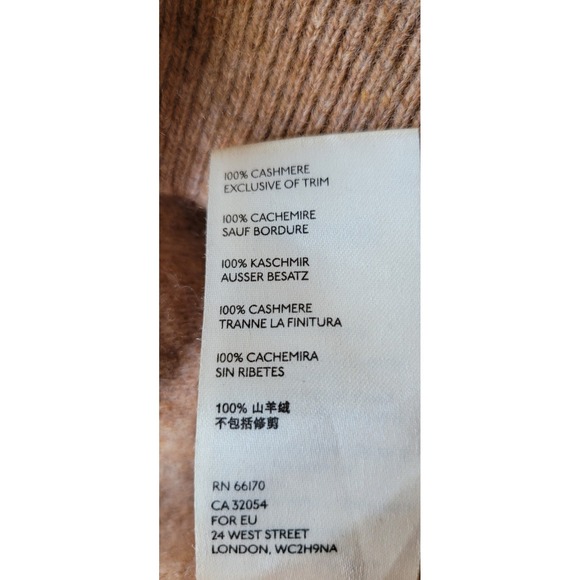 100% CASHMERE
EXCLUSIVE OF TRIM
100% CACHEMIRE
SAUF BORDURE
100% KASCHMIR
AUSSER BESATZ
100% CASHMERE
TRANNE LA FINITURA
100% CACHEMIRA
SIN RIBETES
100% 山羊绒
不包括修剪
RN 66170
CA 32054
FOR EU
24 WEST STREET
LONDON, WC2H9NA